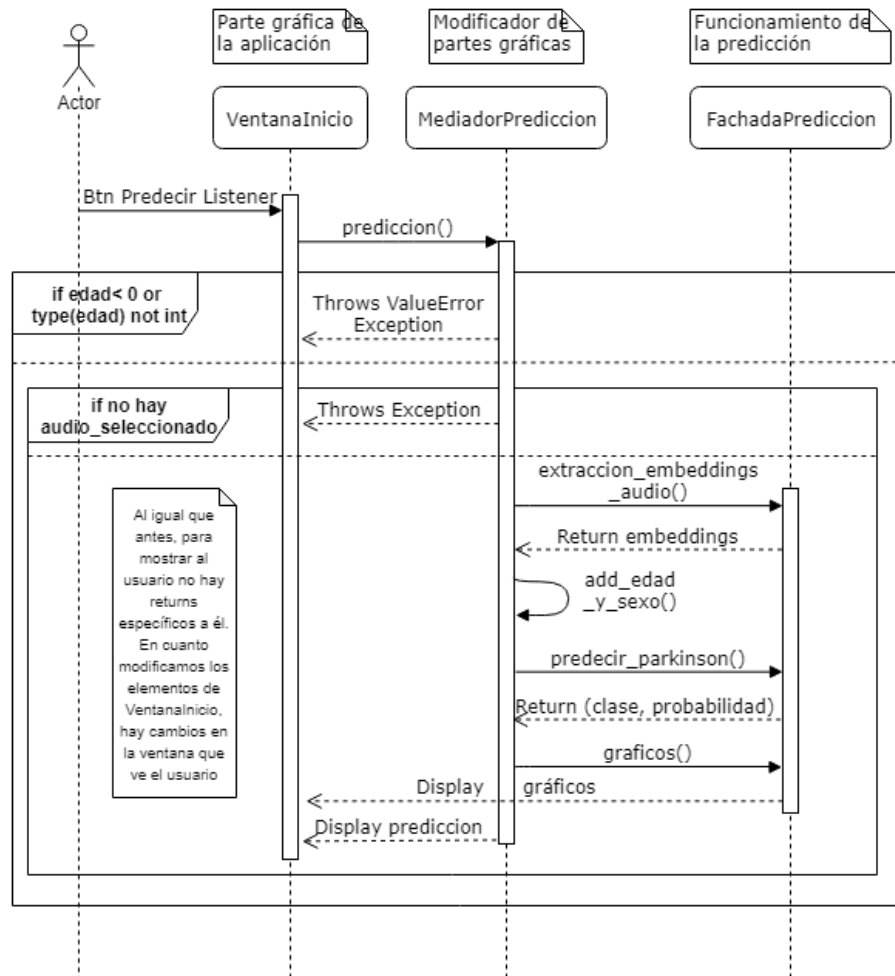 Parte gráfica de
la aplicación
Modificador de
partes gráficas
Funcionamiento de
la predicción
Actor
VentanaInicio
MediadorPrediccion
FachadaPrediccion
Btn Predecir Listener
prediccion()
if edad< 0 or
type(edad) not int
Throws ValueError
Exception
if no hay
audio_seleccionado
Throws Exception
extraccion_embeddings
_audio()
Return embeddings
add_edad
_y_sexo()
predecir_parkinson()
Return (clase, probabilidad)
graficos()
Display gráficos
Display prediccion
Al igual que
antes, para
mostrar al
usuario no hay
returns
específicos a él.
En cuanto
modificamos los
elementos de
VentanaInicio,
hay cambios en
la ventana que
ve el usuario